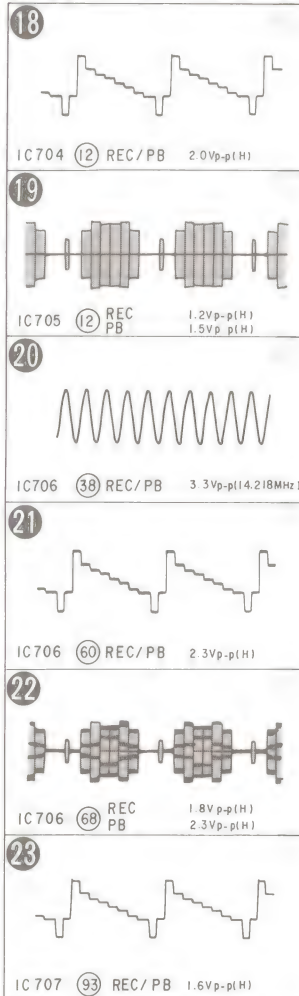 18
IC704 12 REC/PB 2.0Vp-p(H)
19
IC705 12 REC 1.2Vp-p(H)
PB 1.5Vp-p(H)
20
IC706 38 REC/PB 3.3Vp-p(14.218MHz)
21
IC706 60 REC/PB 2.3Vp-p(H)
22
IC706 68 REC 1.8Vp-p(H)
PB 2.3Vp-p(H)
23
IC707 93 REC/PB 1.6Vp-p(H)